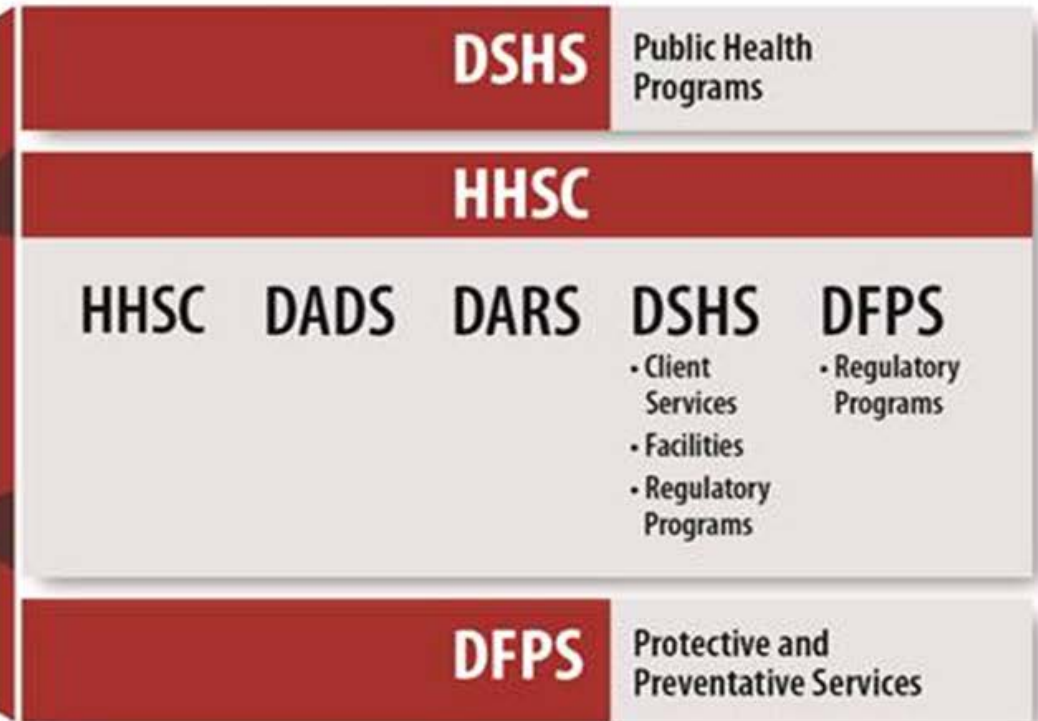 DSHS
Public Health
Programs
HHSC
HHSC DADS DARS DSHS DFPS
• Client
Services
• Facilities
• Regulatory
Programs
• Regulatory
Programs
DFPS
Protective and
Preventative Services